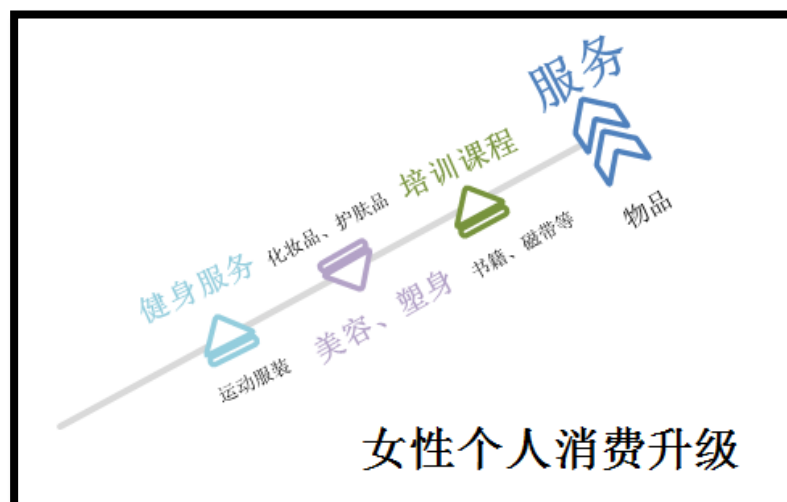 服务
培训课程
化妆品、护肤品
物品
健身服务
书籍、磁带等
美容、塑身
运动服装
女性个人消费升级